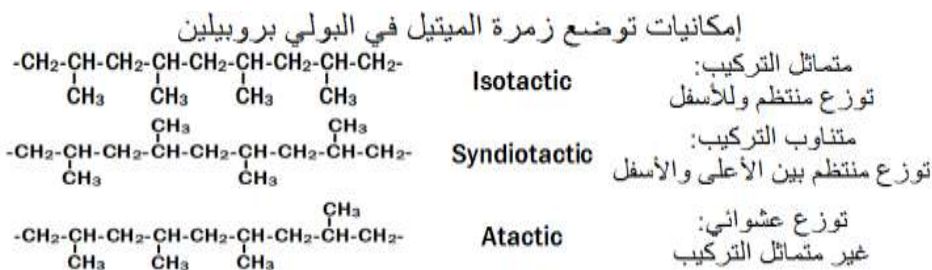 إمكانيات توضع زمرة الميتيل في البولي بروبيلين
-CH₂-CH-CH₂-CH-CH₂-CH-CH₂-CH-CH₂-
CH₃ CH₃ CH₃ CH₃
Isotactic
متماثل التركيب:
توزع منتظم وللأسفل
CH₃ CH₃
-CH₂-CH-CH₂-CH-CH₂-CH-CH₂-CH-CH₂-
CH₃ CH₃
Syndiotactic
متناوب التركيب:
توزع منتظم بين الأعلى والأسفل
CH₃
-CH₂-CH-CH₂-CH-CH₂-CH-CH₂-CH-CH₂-
CH₃ CH₃ CH₃
Atactic
توزع عشوائي:
غير متماثل التركيب